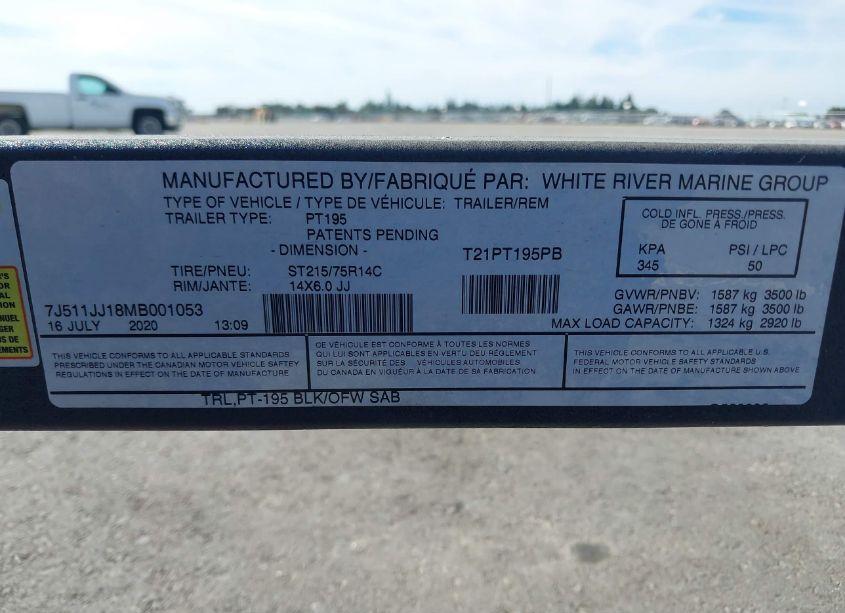 MANUFACTURED BY/FABRIQUÉ PAR: WHITE RIVER MARINE GROUP
TYPE OF VEHICLE / TYPE DE VÉHICULE: TRAILER/REM
TRAILER TYPE: PT195
PATENTS PENDING
- DIMENSION - T21PT195PB
TIRE/PNEU: ST215/75R14C
RIM/JANTE: 14X6.0 JJ
COLD INFL. PRESS./PRESS.
DE GONE À FROID
KPA PSI / LPC
345 50
7J511JJ18MB001053
16 JULY 2020 13:09
GVWR/PNBV: 1587 kg 3500 lb
GAWR/PNBE: 1587 kg 3500 lb
MAX LOAD CAPACITY: 1324 kg 2920 lb
THIS VEHICLE CONFORMS TO ALL APPLICABLE STANDARDS
PRESCRIBED UNDER THE CANADIAN MOTOR VEHICLE SAFTEY
REGULATIONS IN EFFECT ON THE DATE OF MANUFACTURE
CE VÉHICULE EST CONFORME À TOUTES LES NORMES
QUI LUI SONT APPLICABLES EN VERTU DEU RÉGLEMENT
SUR LA SÉCURITÉ DES VÉHICULES AUTOMOBILES
DU CANADA EN VIGUEUR À LA DATE DE SA FABRICATION
THIS VEHICLE CONFORMS TO ALL APPLICABLE U.S.
FEDERAL MOTOR VEHICLE SAFETY STANDARDS
IN EFFECT ON THE DATE OF MANUFACTURE SHOWN ABOVE
TRL,PT-195 BLK/OFW SAB